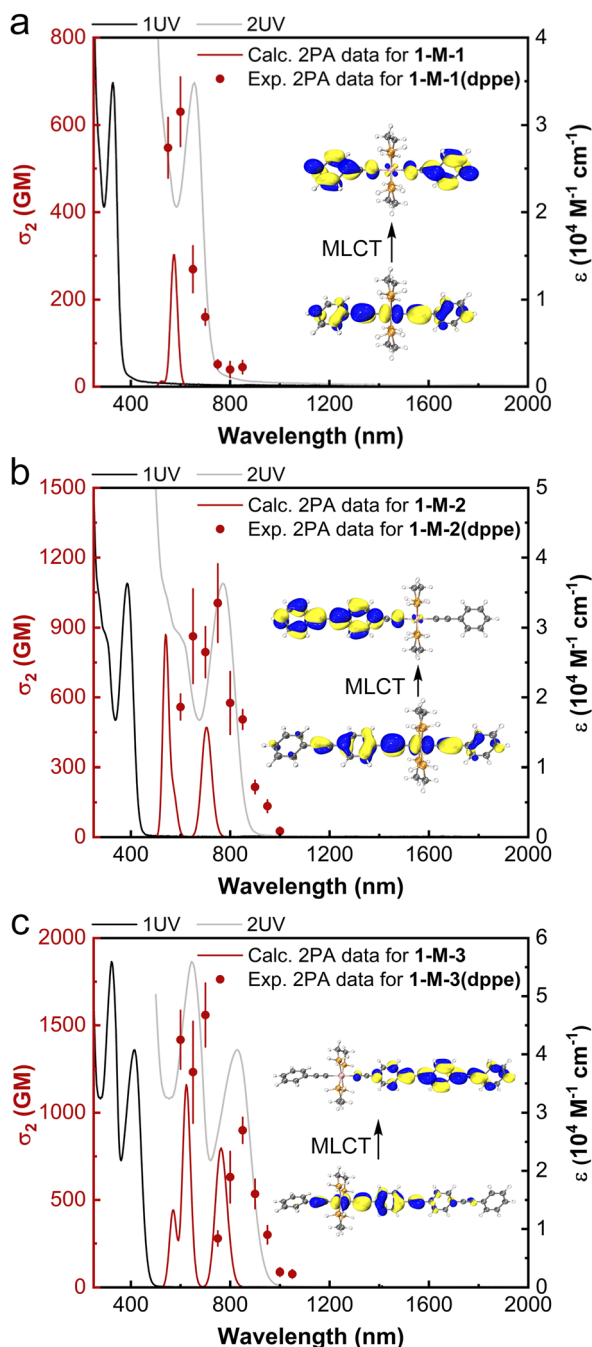 a
1UV 2UV
Calc. 2PA data for 1-M-1
Exp. 2PA data for 1-M-1(dppe)
MLCT
800
600
400
200
0
σ₂ (GM)
4
3
2
1
0
ε (10⁴ M⁻¹ cm⁻¹)
400 800 1200 1600 2000
Wavelength (nm)
b
1UV 2UV
Calc. 2PA data for 1-M-2
Exp. 2PA data for 1-M-2(dppe)
MLCT
1500
1200
900
600
300
0
σ₂ (GM)
5
4
3
2
1
0
ε (10⁴ M⁻¹ cm⁻¹)
400 800 1200 1600 2000
Wavelength (nm)
c
1UV 2UV
Calc. 2PA data for 1-M-3
Exp. 2PA data for 1-M-3(dppe)
MLCT
2000
1500
1000
500
0
σ₂ (GM)
6
5
4
3
2
1
0
ε (10⁴ M⁻¹ cm⁻¹)
400 800 1200 1600 2000
Wavelength (nm)